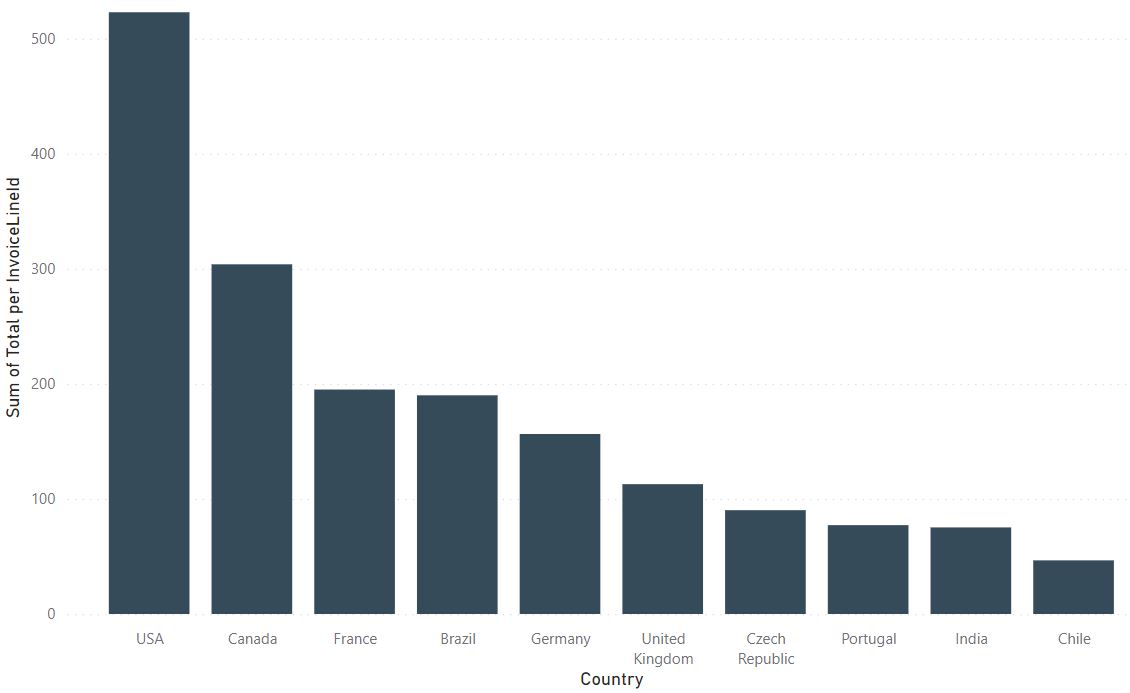 500
400
300
200
100
0
Sum of Total per InvoiceLineId
USA
Canada
France
Brazil
Germany
United
Kingdom
Czech
Republic
Portugal
India
Chile
Country